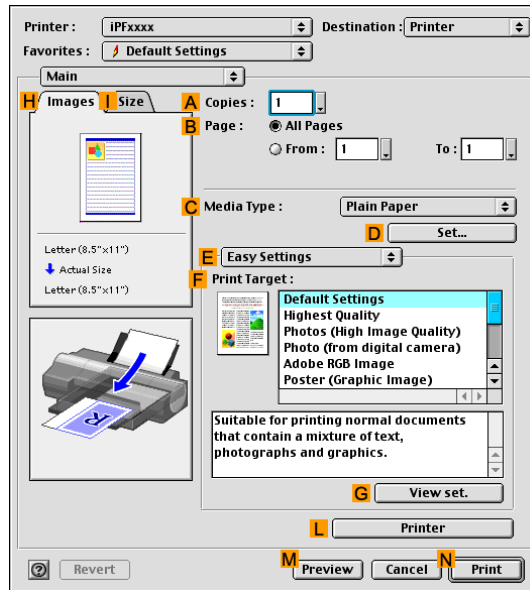 Printer : iPFxxxx Destination : Printer
Favorites : Default Settings
Main
H Images I Size
A Copies : 1
B Page : All Pages
From : 1 To : 1
C Media Type : Plain Paper
D Set...
Letter (8.5"x11")
Actual Size
Letter (8.5"x11")
E Easy Settings
F Print Target :
Default Settings
Highest Quality
Photos (High Image Quality)
Photo (from digital camera)
Adobe RGB Image
Poster (Graphic Image)
R
Suitable for printing normal documents
that contain a mixture of text,
photographs and graphics.
G View set.
L Printer
? Revert M Preview Cancel N Print